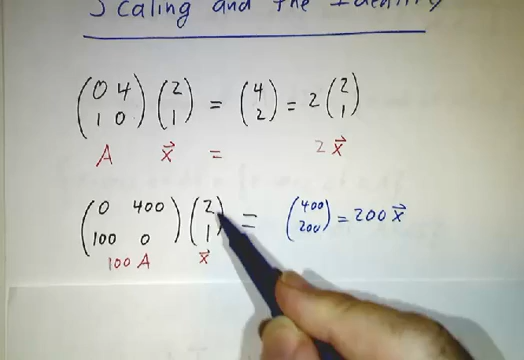 Scaling and the Identity
(0 4
1 0) (2
1) = (4
2) = 2 (2
1)
A x⃗ = 2 x⃗
(0 400
100 0) (2
1) = (400
200) = 200 x⃗
100 A x⃗